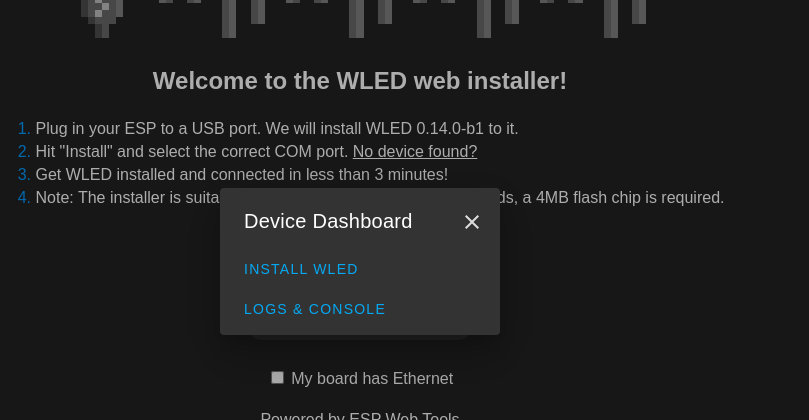 Welcome to the WLED web installer!
1. Plug in your ESP to a USB port. We will install WLED 0.14.0-b1 to it.
2. Hit "Install" and select the correct COM port. No device found?
3. Get WLED installed and connected in less than 3 minutes!
4. Note: The installer is a 4MB flash chip is required.
Device Dashboard
INSTALL WLED
LOGS & CONSOLE
My board has Ethernet
Powered by ESP Web Tools